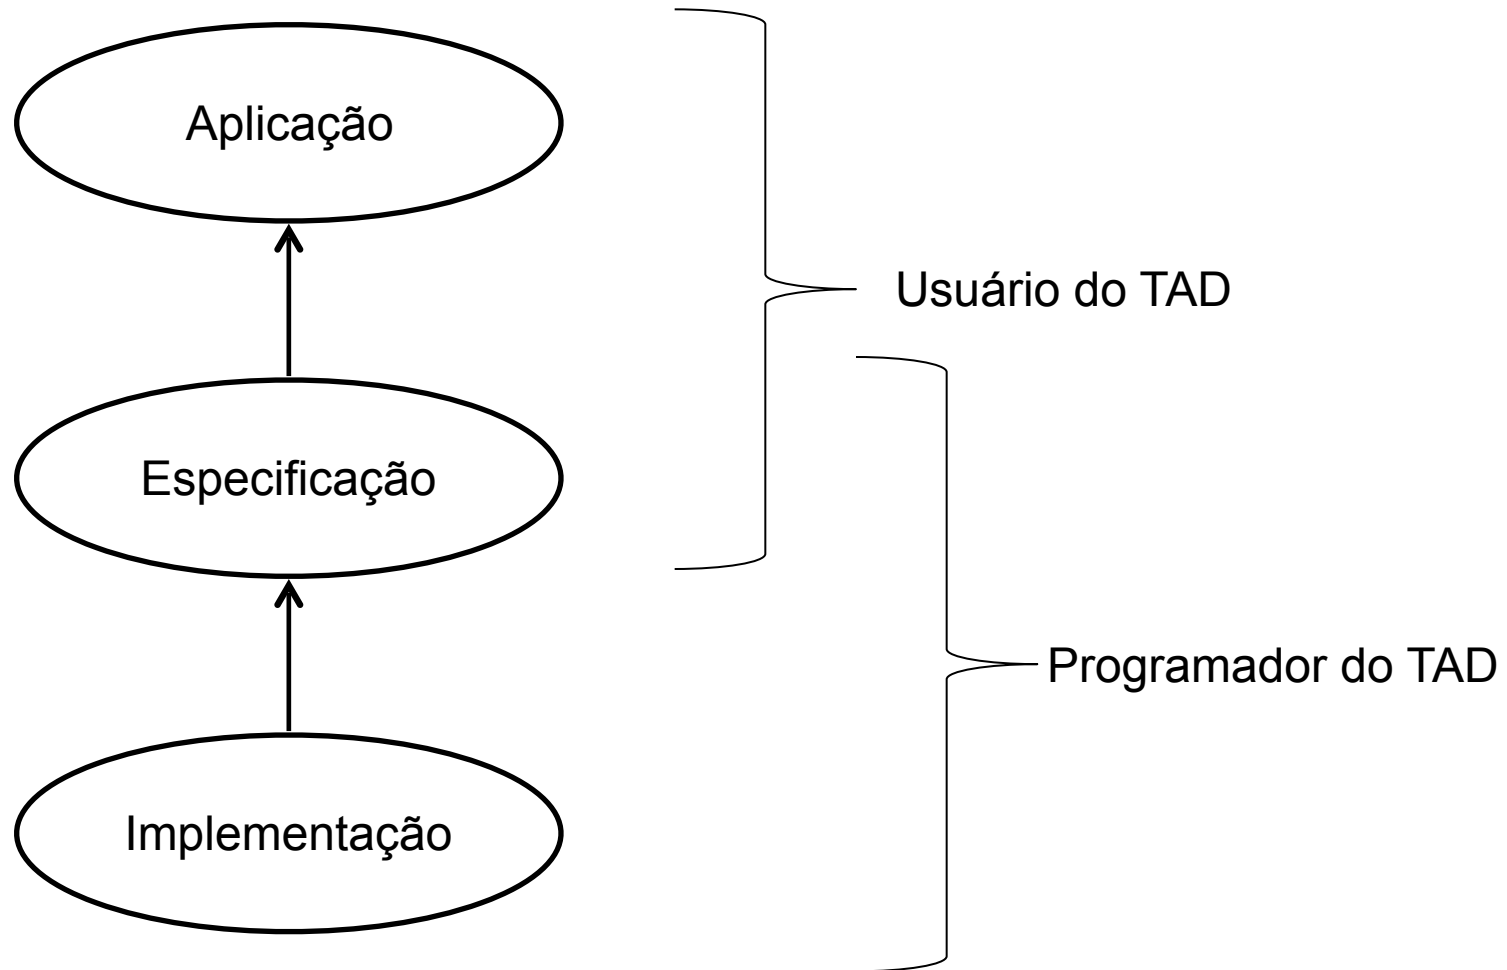 Aplicação
Usuário do TAD
Especificação
Programador do TAD
Implementação